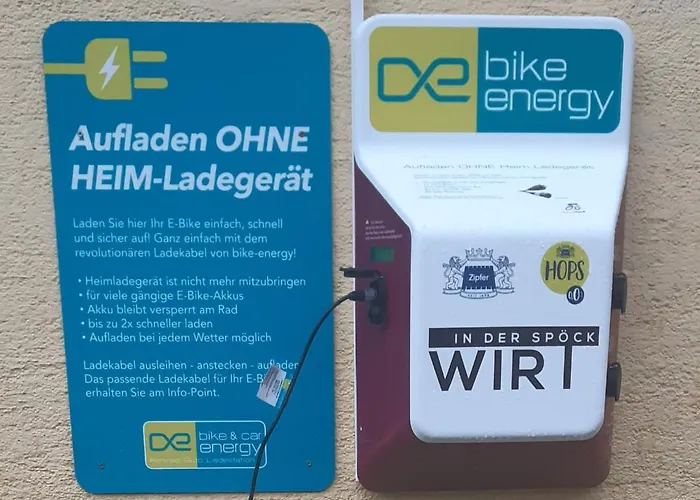 Aufladen OHNE
HEIM-Ladegerät
Laden Sie hier Ihr E-Bike einfach, schnell
und sicher auf! Ganz einfach mit dem
revolutionären Ladekabel von bike-energy!
• Heimladegerät ist nicht mehr mitzubringen
• für viele gängige E-Bike-Akkus
• Akku bleibt versperrt am Rad
• bis zu 2x schneller laden
• Aufladen bei jedem Wetter möglich
Ladekabel ausleihen - anstecken - aufladen
Das passende Ladekabel für Ihr
erhalten Sie am Info-Point.
bike & car
energy
bike
energy
Aufladen OHNE Heim Ladegerät
Zipfer
HOPS
0,0
IN DER SPÖCK
WIRT